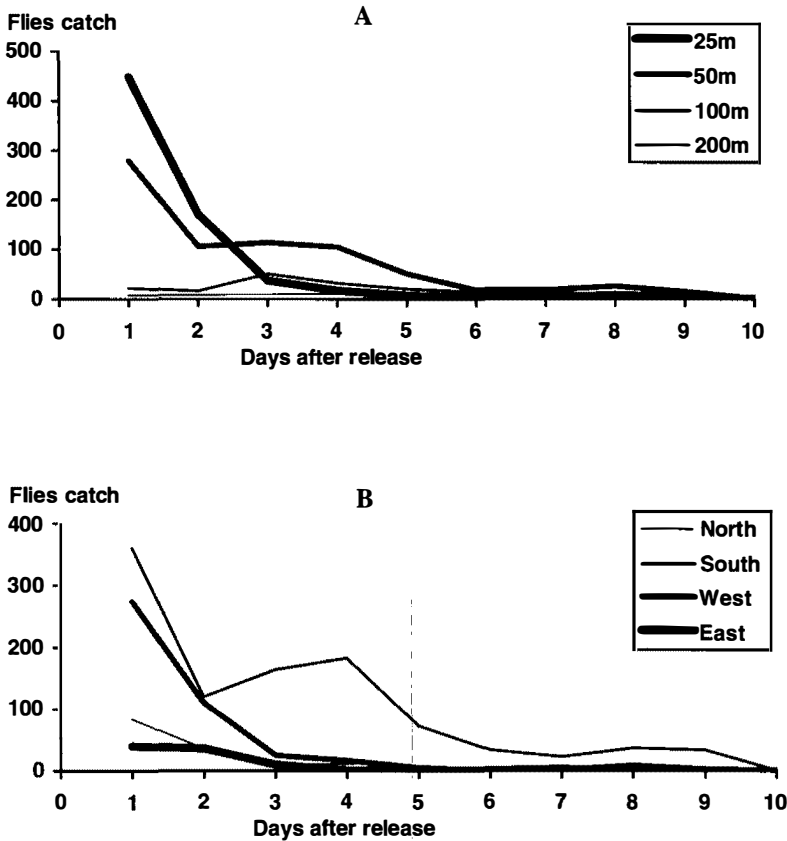 A
Flies catch
500
400
300
200
100
0
0 1 2 3 4 5 6 7 8 9 10
Days after release
25m
50m
100m
200m
B
Flies catch
400
300
200
100
0
0 1 2 3 4 5 6 7 8 9 10
Days after release
North
South
West
East